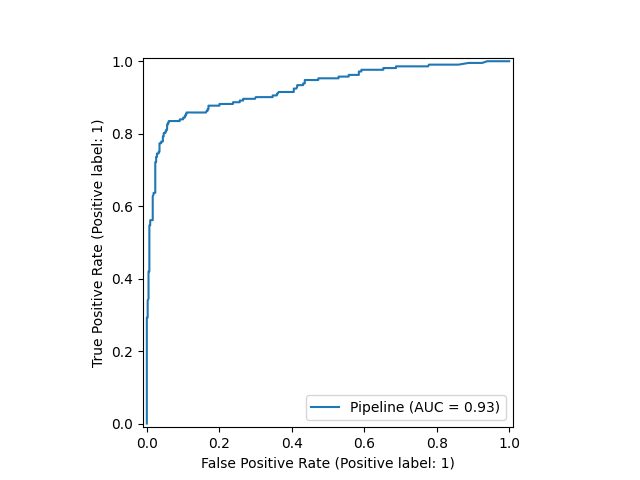 1.0
0.8
0.6
0.4
0.2
0.0
True Positive Rate (Positive label: 1)
Pipeline (AUC = 0.93)
0.0 0.2 0.4 0.6 0.8 1.0
False Positive Rate (Positive label: 1)